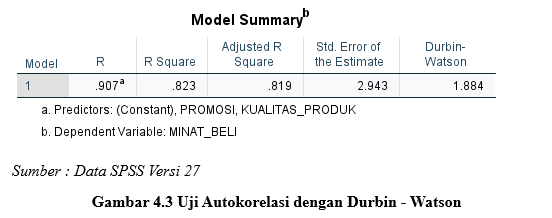 Model Summaryb
Model R R Square Adjusted R Square Std. Error of the Estimate Durbin-Watson
1 .907a .823 .819 2.943 1.884
a. Predictors: (Constant), PROMOSI, KUALITAS_PRODUK
b. Dependent Variable: MINAT_BELI
Sumber : Data SPSS Versi 27
Gambar 4.3 Uji Autokorelasi dengan Durbin - Watson